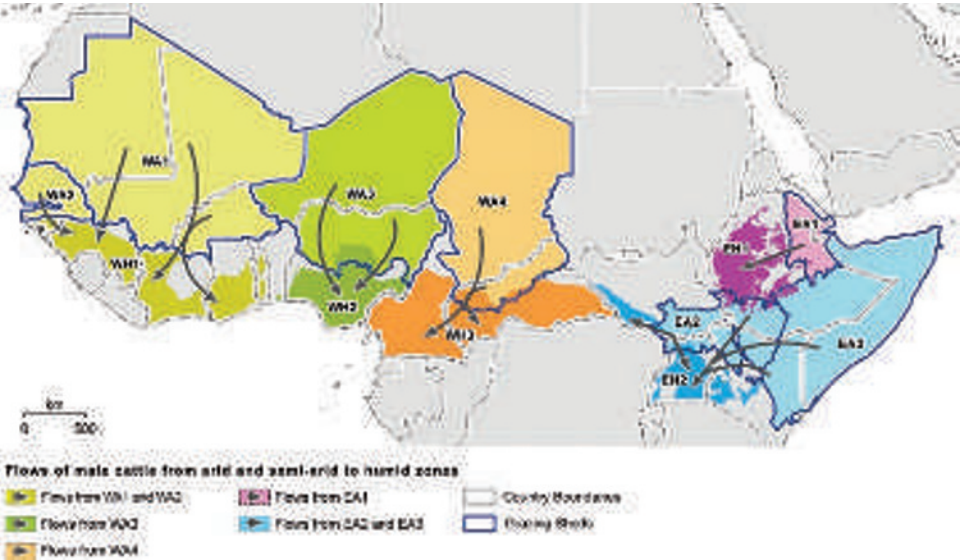 WA1
WA2
WA3
WA4
EA1
EH1
WH1
WH2
EA2
WH3
EA3
EH2
km
0 500
Flows of male cattle from arid and semi-arid to humid zones
Flows from WA1 and WA2
Flows from EA1
Country Boundaries
Flows from WA3
Flows from EA2 and EA3
Grazing Sheds
Flows from WA4